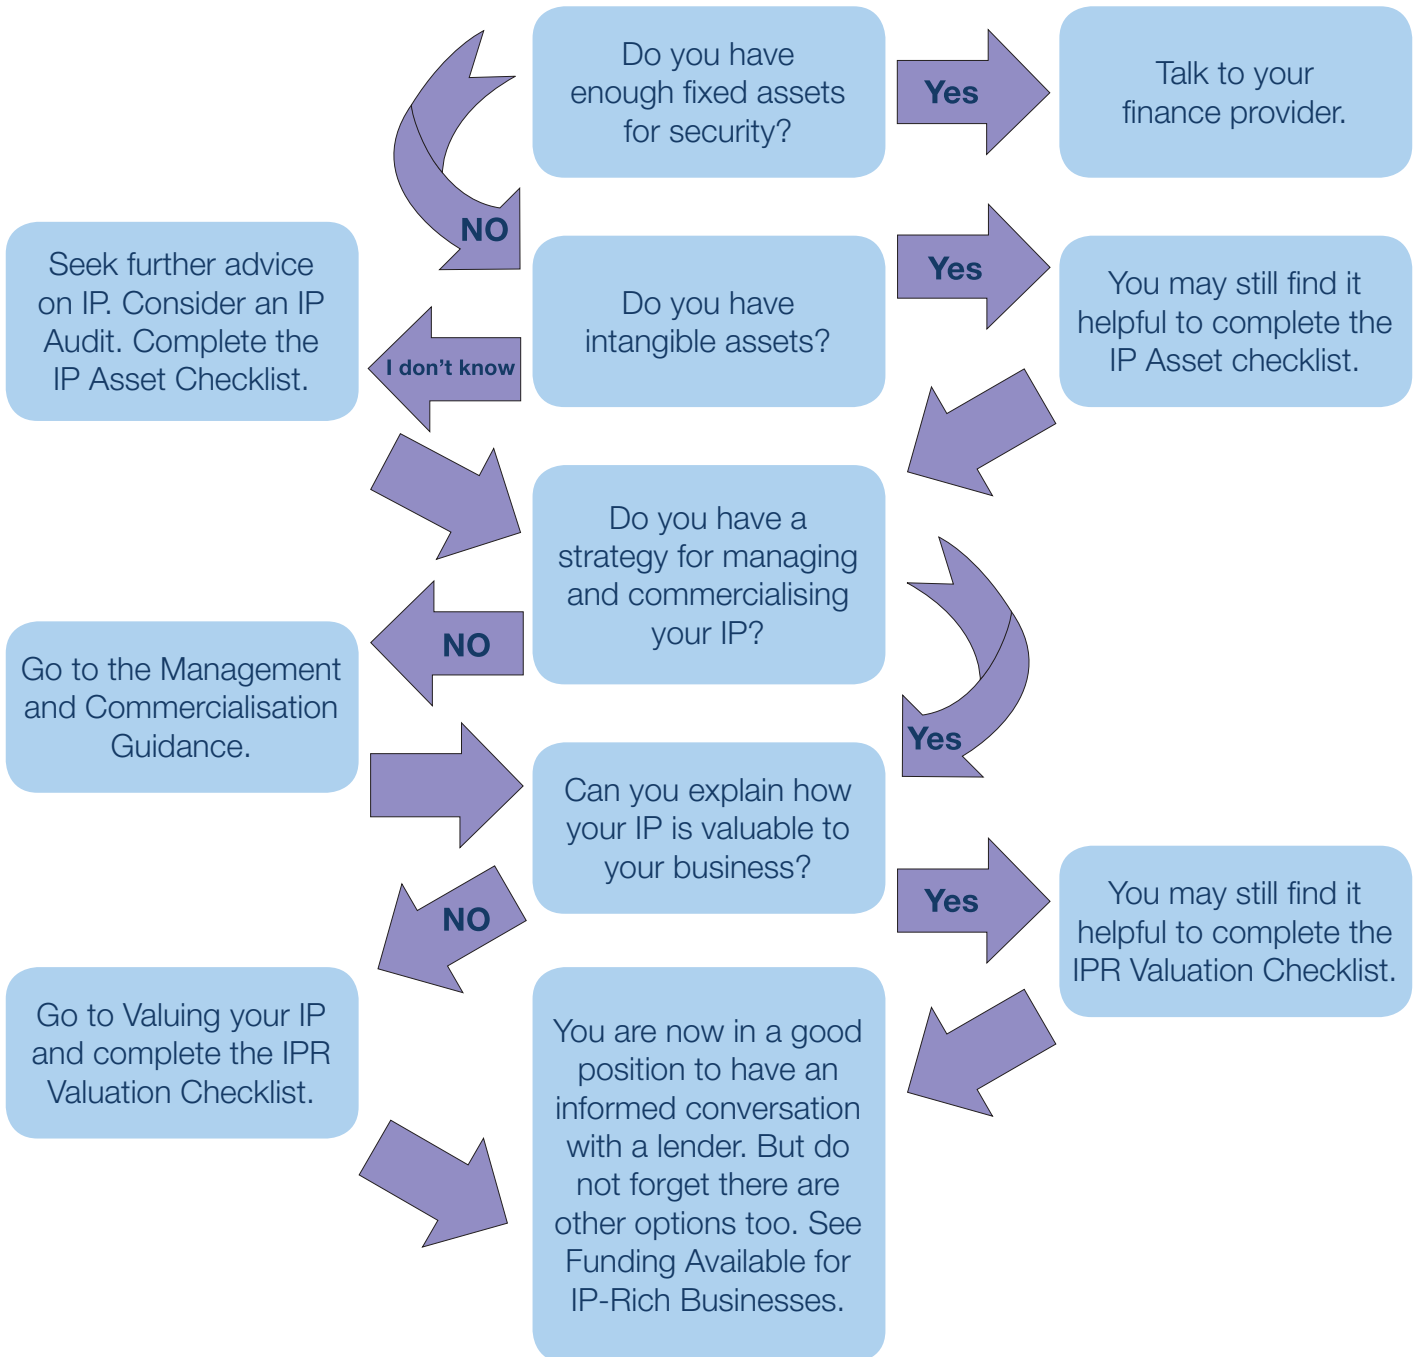 Do you have
enough fixed assets
for security?
Yes
Talk to your
finance provider.
NO
Seek further advice
on IP. Consider an IP
Audit. Complete the
IP Asset Checklist.
I don't know
Do you have
intangible assets?
Yes
You may still find it
helpful to complete the
IP Asset checklist.
Do you have a
strategy for managing
and commercialising
your IP?
NO
Go to the Management
and Commercialisation
Guidance.
Yes
Can you explain how
your IP is valuable to
your business?
NO
Yes
You may still find it
helpful to complete the
IPR Valuation Checklist.
Go to Valuing your IP
and complete the IPR
Valuation Checklist.
You are now in a good
position to have an
informed conversation
with a lender. But do
not forget there are
other options too. See
Funding Available for
IP-Rich Businesses.